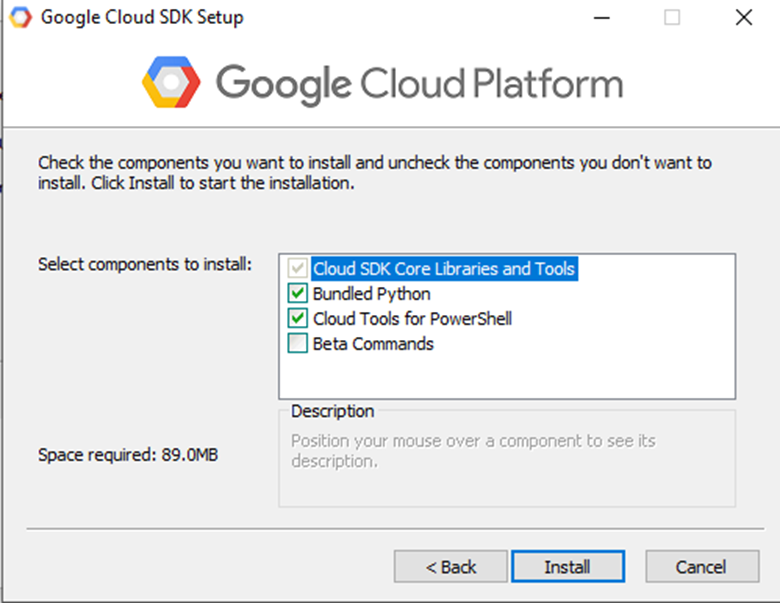 Google Cloud SDK Setup
Google Cloud Platform
Check the components you want to install and uncheck the components you don't want to
install. Click Install to start the installation.
Select components to install:
Cloud SDK Core Libraries and Tools
Bundled Python
Cloud Tools for PowerShell
Beta Commands
Description
Position your mouse over a component to see its
description.
Space required: 89.0MB
< Back
Install
Cancel